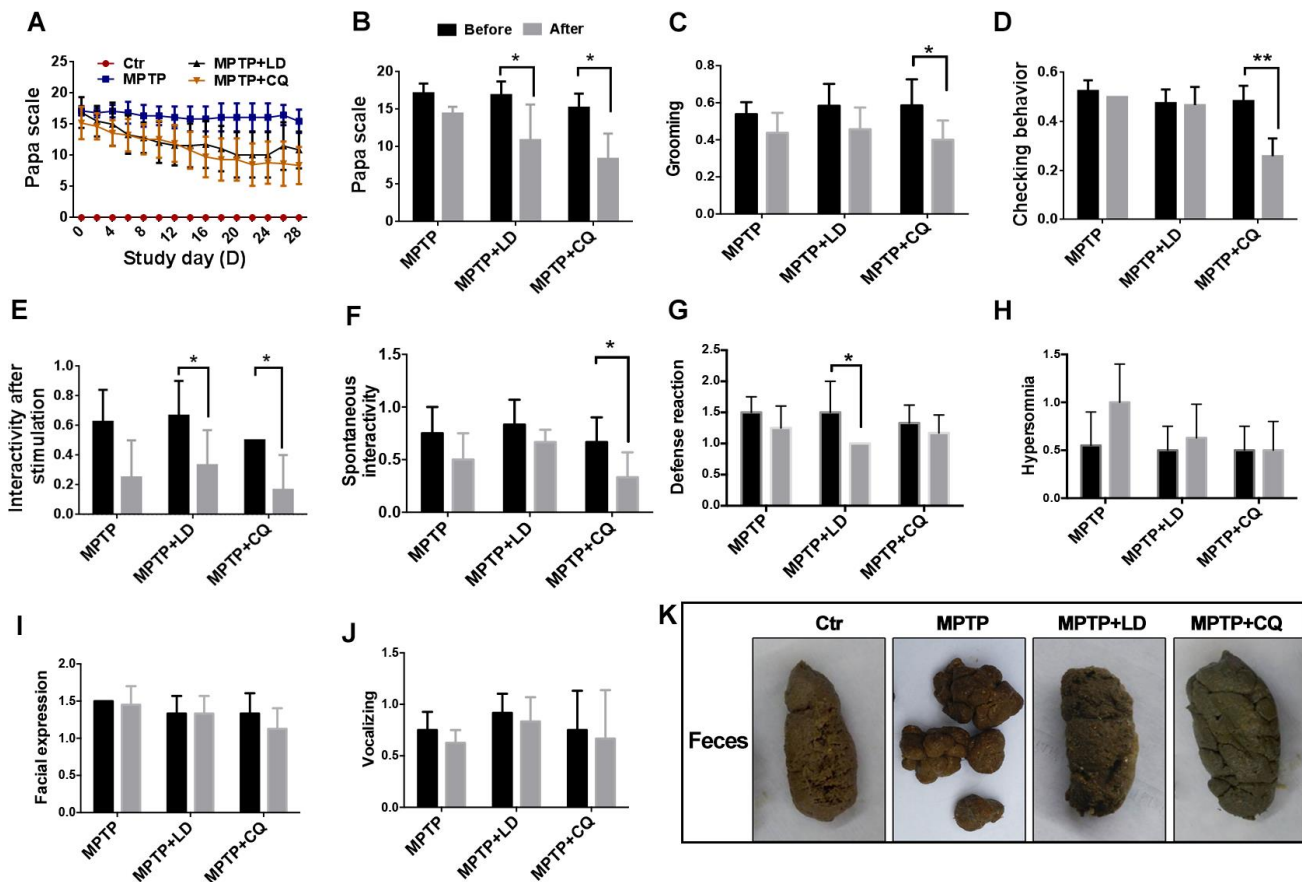 A
Ctr
MPTP
MPTP+LD
MPTP+CQ
Papa scale
25
20
15
10
5
0
0
4
8
10
12
14
16
20
24
28
Study day (D)
B
Before
After
Papa scale
20
15
10
5
0
*
*
MPTP
MPTP+LD
MPTP+CQ
C
Grooming
0.8
0.6
0.4
0.2
0.0
*
MPTP
MPTP+LD
MPTP+CQ
D
Checking behavior
0.6
0.4
0.2
0.0
**
MPTP
MPTP+LD
MPTP+CQ
E
Interactivity after
stimulation
1.0
0.8
0.6
0.4
0.2
0.0
*
*
MPTP
MPTP+LD
MPTP+CQ
F
Spontaneous
interactivity
1.5
1.0
0.5
0.0
*
MPTP
MPTP+LD
MPTP+CQ
G
Defense reaction
2.5
2.0
1.5
1.0
0.5
0.0
*
MPTP
MPTP+LD
MPTP+CQ
H
Hypersomnia
1.5
1.0
0.5
0.0
MPTP
MPTP+LD
MPTP+CQ
I
Facial expression
2.0
1.5
1.0
0.5
0.0
MPTP
MPTP+LD
MPTP+CQ
J
Vocalizing
1.5
1.0
0.5
0.0
MPTP
MPTP+LD
MPTP+CQ
K
Ctr
MPTP
MPTP+LD
MPTP+CQ
Feces